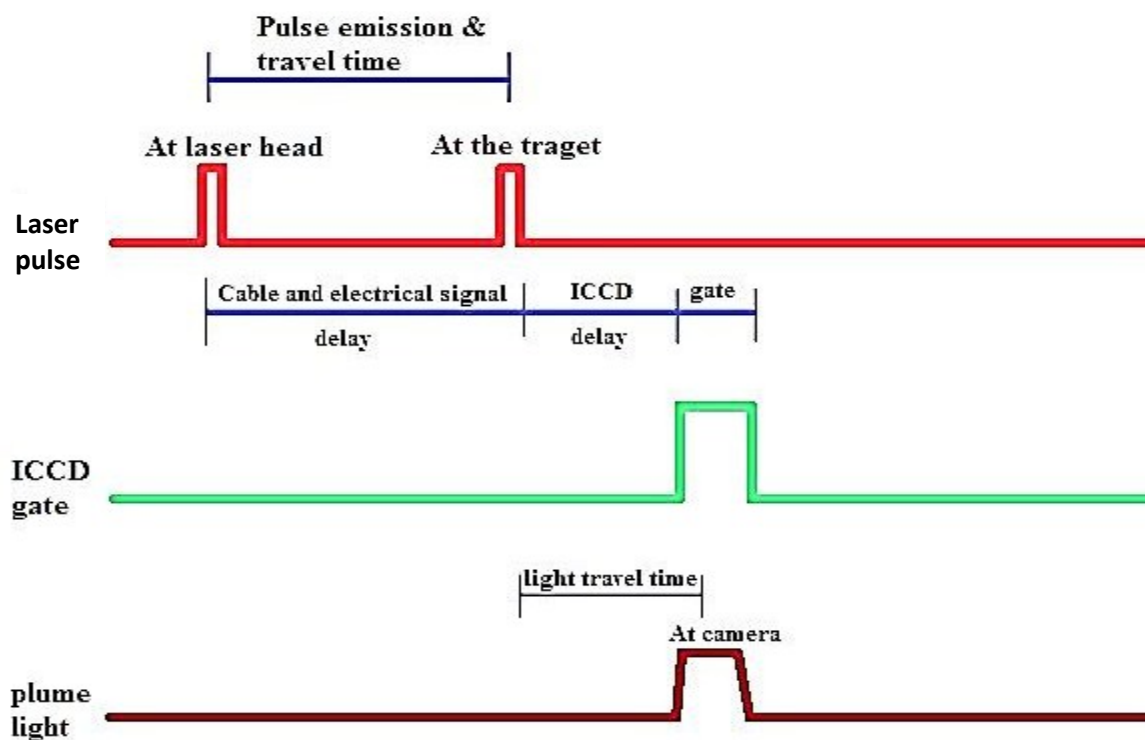 Pulse emission &
travel time
At laser head
At the traget
Laser
pulse
Cable and electrical signal
delay
ICCD
delay
gate
ICCD
gate
light travel time
At camera
plume
light